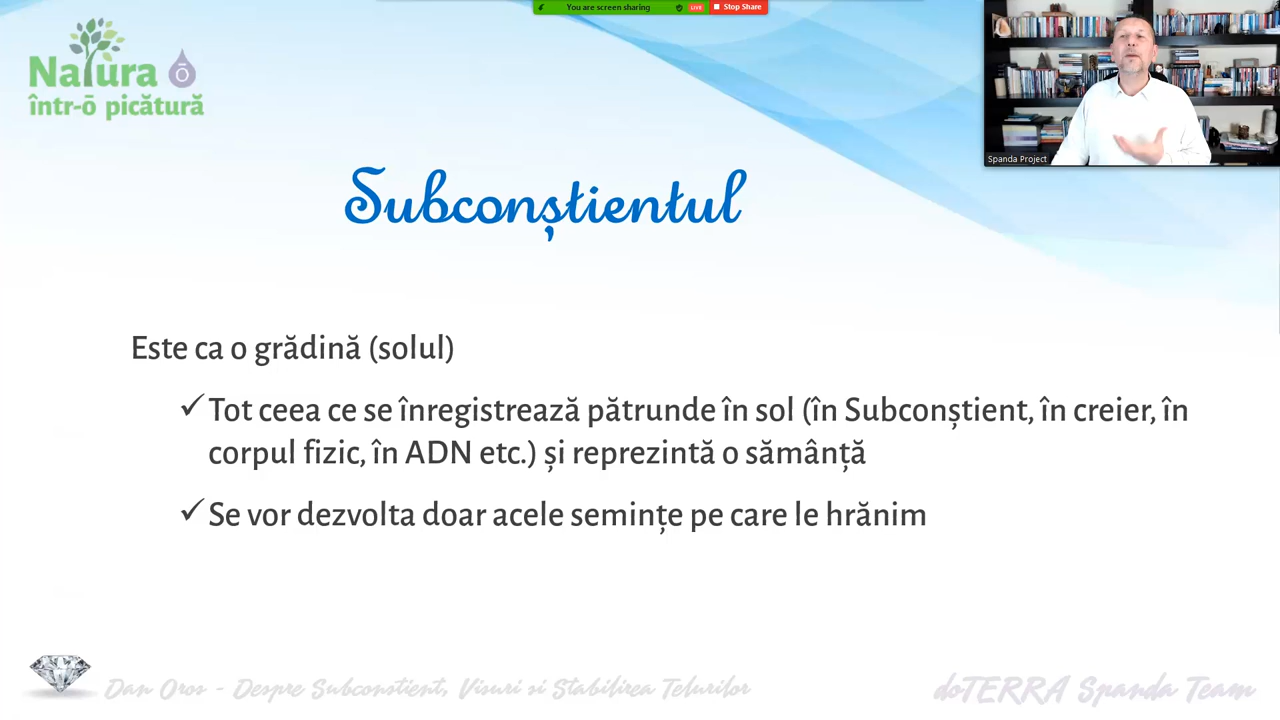 You are screen sharing
LIVE
Stop Share
Natura ō
într-ō picătură
Spanda Project
Subconștientul
Este ca o grădină (solul)
✓ Tot ceea ce se înregistrează pătrunde în sol (în Subconștient, în creier, în
corpul fizic, în ADN etc.) și reprezintă o sămânță
✓ Se vor dezvolta doar acele semințe pe care le hrănim
Dan Oros - Despre Subconstient, Visuri si Stabilirea Telurilor
doTERRA Spanda Team